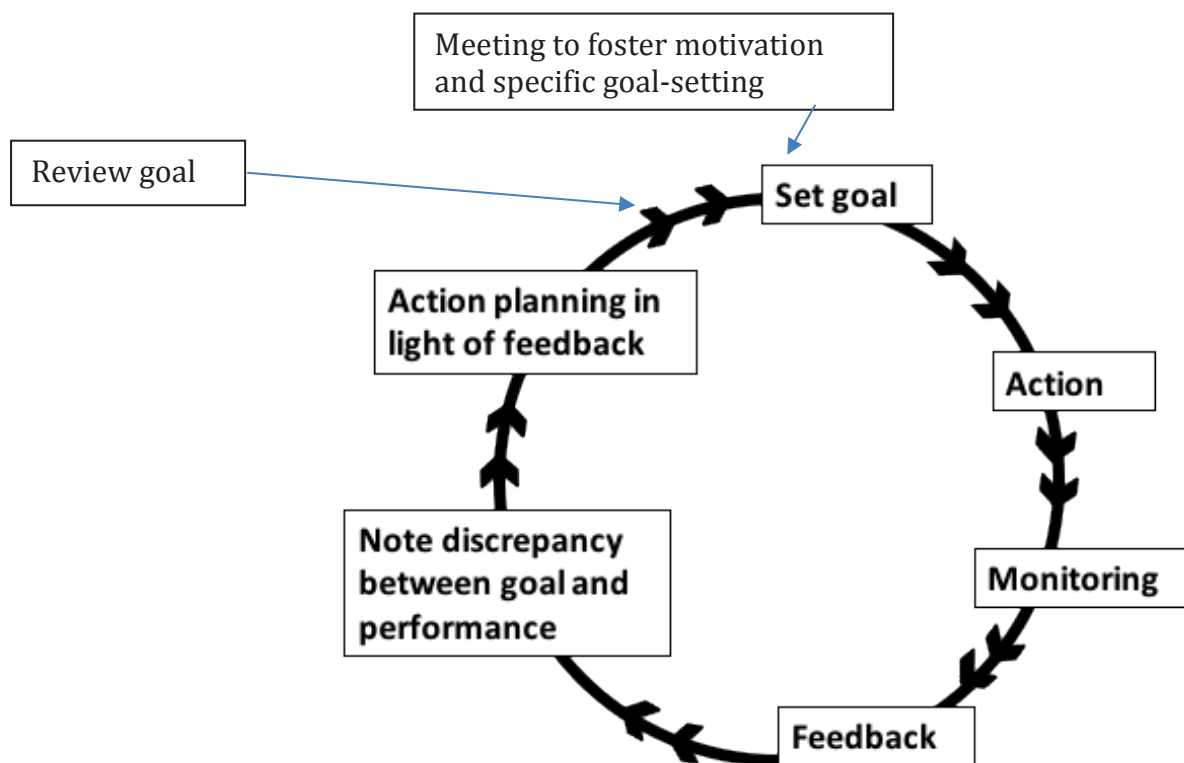 Meeting to foster motivation
and specific goal-setting
Review goal
Set goal
Action planning in
light of feedback
Action
Note discrepancy
between goal and
performance
Monitoring
Feedback